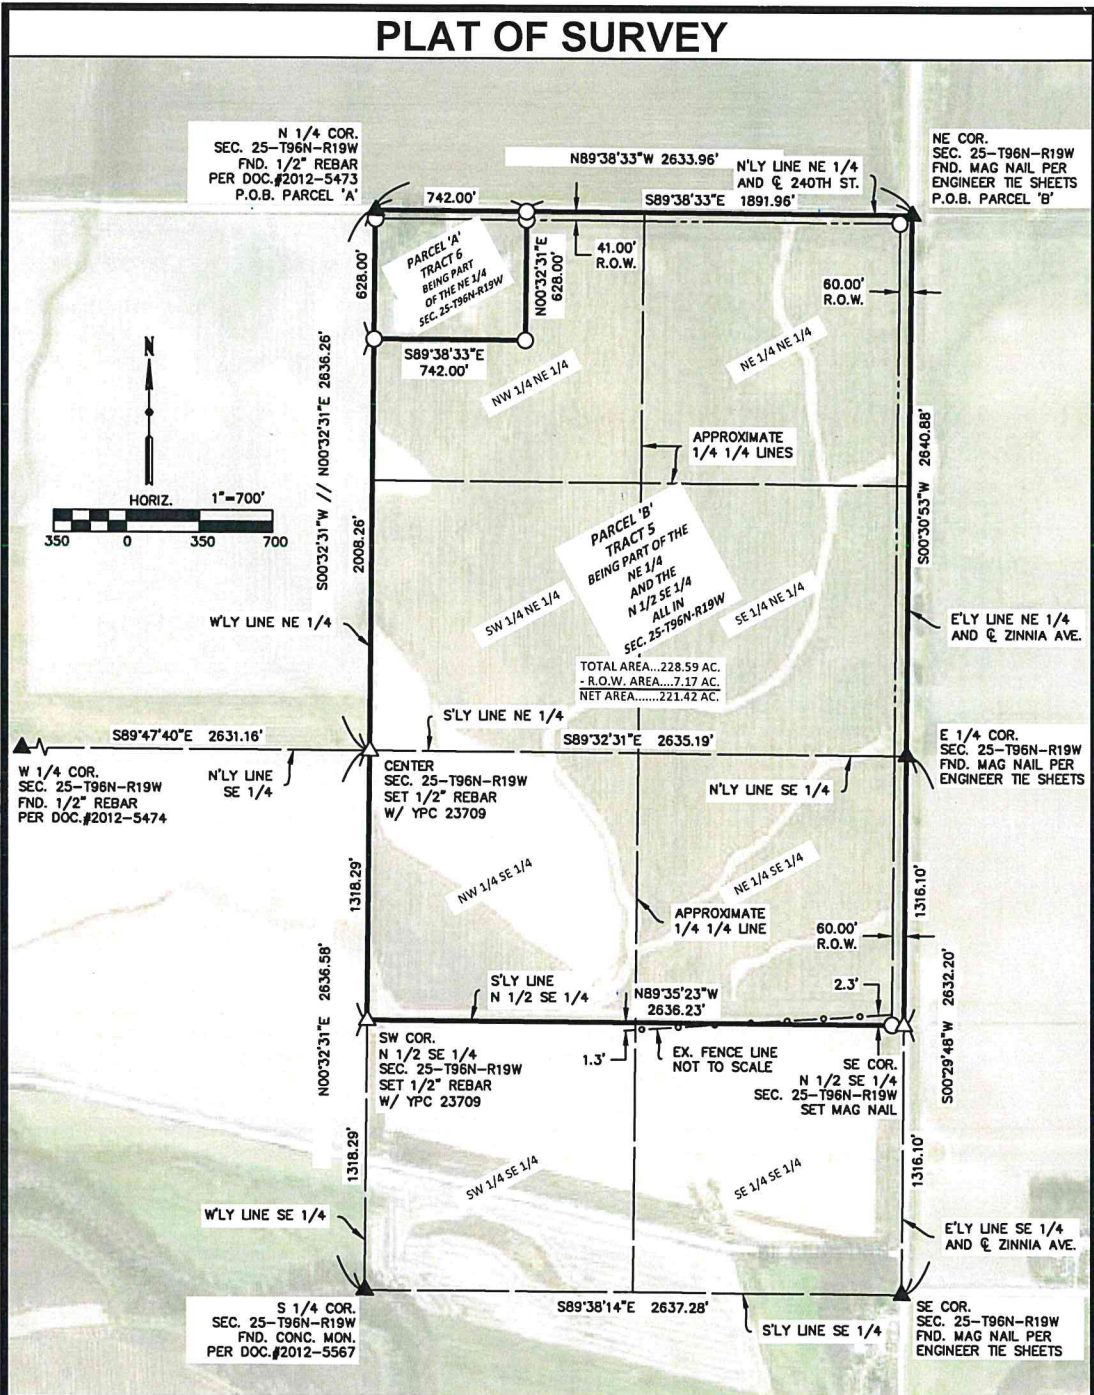 PLAT OF SURVEY
N 1/4 COR.
SEC. 25-T96N-R19W
FND. 1/2" REBAR
PER DOC.#2012-5473
P.O.B. PARCEL 'A'
N89°38'33"W 2633.96'
N'LY LINE NE 1/4
AND ℄ 240TH ST.
NE COR.
SEC. 25-T96N-R19W
FND. MAG NAIL PER
ENGINEER TIE SHEETS
P.O.B. PARCEL 'B'
742.00'
S89°38'33"E 1891.96'
628.00'
PARCEL 'A'
TRACT 6
BEING PART
OF THE NE 1/4
SEC. 25-T96N-R19W
N00°32'31"E
628.00'
41.00'
R.O.W.
60.00'
R.O.W.
S89°38'33"E
742.00'
NW 1/4 NE 1/4
NE 1/4 NE 1/4
N
HORIZ. 1"=700'
350 0 350 700
S00°32'31"W // N00°32'31"E 2636.26'
2008.26'
APPROXIMATE
1/4 1/4 LINES
S00°30'53"W 2640.88'
PARCEL 'B'
TRACT 5
BEING PART OF THE
NE 1/4
AND THE
N 1/2 SE 1/4
ALL IN
SEC. 25-T96N-R19W
SW 1/4 NE 1/4
SE 1/4 NE 1/4
W'LY LINE NE 1/4
E'LY LINE NE 1/4
AND ℄ ZINNIA AVE.
TOTAL AREA...228.59 AC.
- R.O.W. AREA....7.17 AC.
NET AREA.......221.42 AC.
S'LY LINE NE 1/4
S89°47'40"E 2631.16'
S89°32'31"E 2635.19'
W 1/4 COR.
SEC. 25-T96N-R19W
FND. 1/2" REBAR
PER DOC.#2012-5474
N'LY LINE
SE 1/4
CENTER
SEC. 25-T96N-R19W
SET 1/2" REBAR
W/ YPC 23709
N'LY LINE SE 1/4
E 1/4 COR.
SEC. 25-T96N-R19W
FND. MAG NAIL PER
ENGINEER TIE SHEETS
1318.29'
NW 1/4 SE 1/4
NE 1/4 SE 1/4
1316.10'
APPROXIMATE
1/4 1/4 LINE
60.00'
R.O.W.
N00°32'31"E 2636.58'
S'LY LINE
N 1/2 SE 1/4
N89°35'23"W
2636.23'
2.3'
S00°29'48"W 2632.20'
SW COR.
N 1/2 SE 1/4
SEC. 25-T96N-R19W
SET 1/2" REBAR
W/ YPC 23709
1.3'
EX. FENCE LINE
NOT TO SCALE
SE COR.
N 1/2 SE 1/4
SEC. 25-T96N-R19W
SET MAG NAIL
1318.29'
SW 1/4 SE 1/4
SE 1/4 SE 1/4
1316.10'
W'LY LINE SE 1/4
E'LY LINE SE 1/4
AND ℄ ZINNIA AVE.
S 1/4 COR.
SEC. 25-T96N-R19W
FND. CONC. MON.
PER DOC.#2012-5567
S89°38'14"E 2637.28'
S'LY LINE SE 1/4
SE COR.
SEC. 25-T96N-R19W
FND. MAG NAIL PER
ENGINEER TIE SHEETS